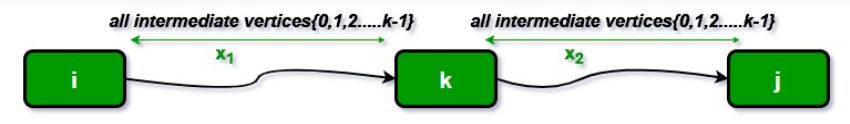 all intermediate vertices{0,1,2.....k-1} all intermediate vertices{0,1,2.....k-1}
x1 x2
i k j